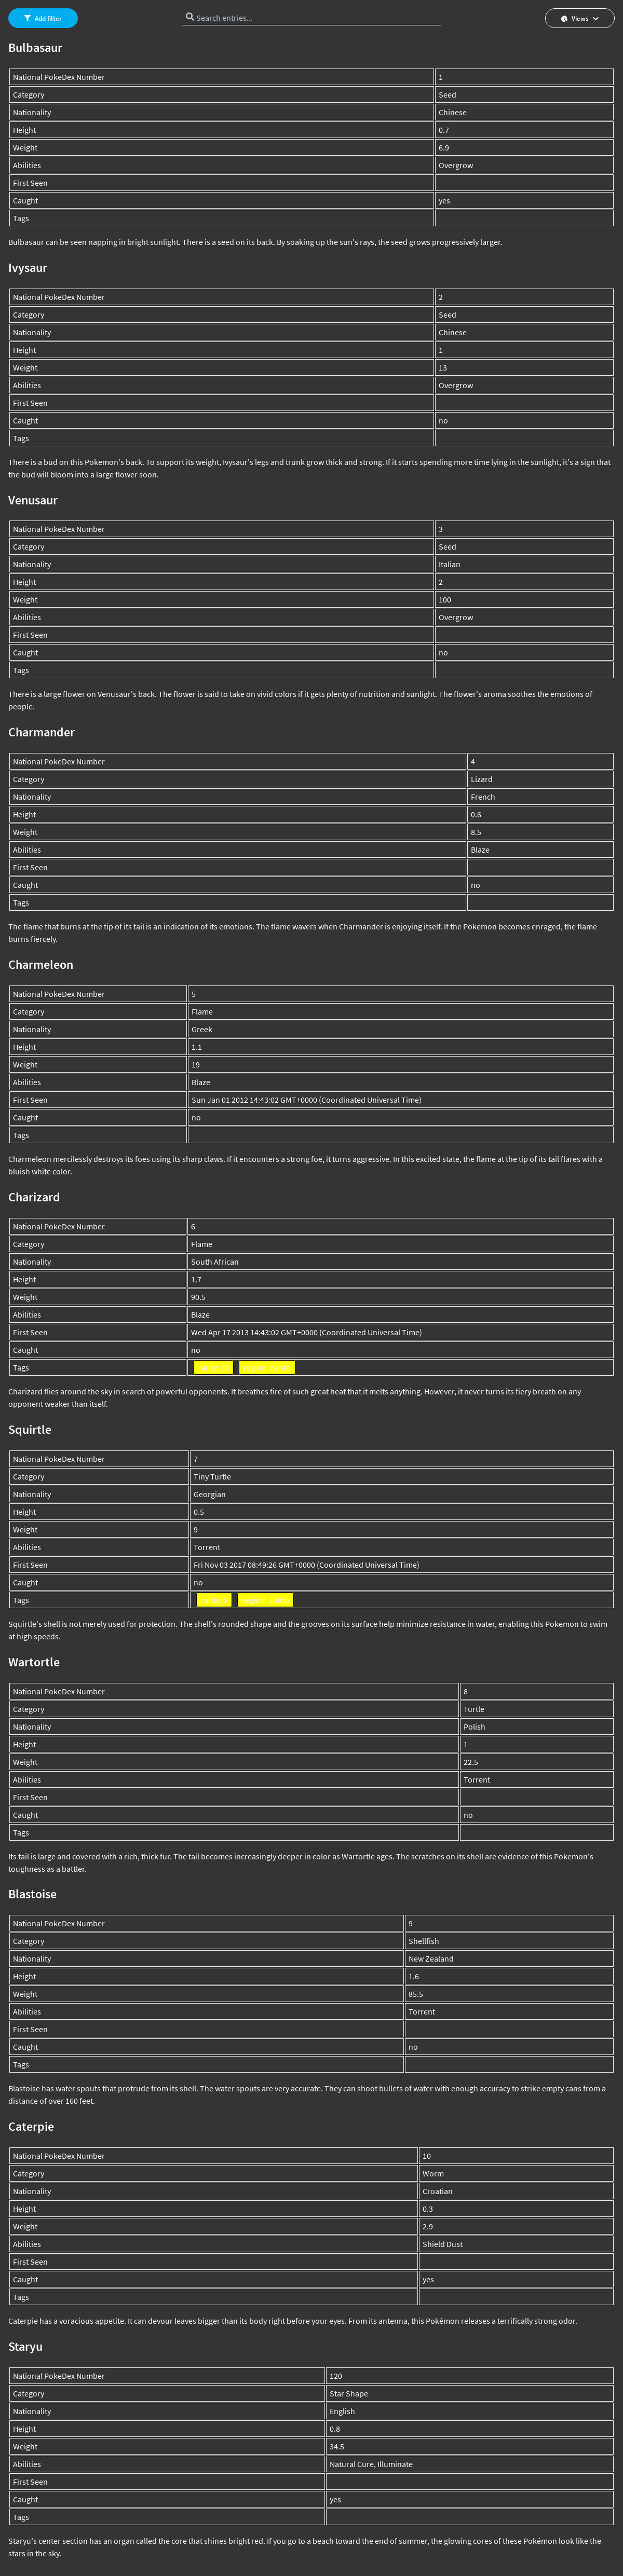 Add filter
Search entries...
Views
Bulbasaur
National PokeDex Number 1
Category Seed
Nationality Chinese
Height 0.7
Weight 6.9
Abilities Overgrow
First Seen
Caught yes
Tags
Bulbasaur can be seen napping in bright sunlight. There is a seed on its back. By soaking up the sun's rays, the seed grows progressively larger.
Ivysaur
National PokeDex Number 2
Category Seed
Nationality Chinese
Height 1
Weight 13
Abilities Overgrow
First Seen
Caught no
Tags
There is a bud on this Pokemon's back. To support its weight, Ivysaur's legs and trunk grow thick and strong. If it starts spending more time lying in the sunlight, it's a sign that
the bud will bloom into a large flower soon.
Venusaur
National PokeDex Number 3
Category Seed
Nationality Italian
Height 2
Weight 100
Abilities Overgrow
First Seen
Caught no
Tags
There is a large flower on Venusaur's back. The flower is said to take on vivid colors if it gets plenty of nutrition and sunlight. The flower's aroma soothes the emotions of
people.
Charmander
National PokeDex Number 4
Category Lizard
Nationality French
Height 0.6
Weight 8.5
Abilities Blaze
First Seen
Caught no
Tags
The flame that burns at the tip of its tail is an indication of its emotions. The flame wavers when Charmander is enjoying itself. If the Pokemon becomes enraged, the flame
burns fiercely.
Charmeleon
National PokeDex Number 5
Category Flame
Nationality Greek
Height 1.1
Weight 19
Abilities Blaze
First Seen Sun Jan 01 2012 14:43:02 GMT+0000 (Coordinated Universal Time)
Caught no
Tags
Charmeleon mercilessly destroys its foes using its sharp claws. If it encounters a strong foe, it turns aggressive. In this excited state, the flame at the tip of its tail flares with a
bluish white color.
Charizard
National PokeDex Number 6
Category Flame
Nationality South African
Height 1.7
Weight 90.5
Abilities Blaze
First Seen Wed Apr 17 2013 14:43:02 GMT+0000 (Coordinated Universal Time)
Caught no
Tags
Charizard flies around the sky in search of powerful opponents. It breathes fire of such great heat that it melts anything. However, it never turns its fiery breath on any
opponent weaker than itself.
Squirtle
National PokeDex Number 7
Category Tiny Turtle
Nationality Georgian
Height 0.5
Weight 9
Abilities Torrent
First Seen Fri Nov 03 2017 08:49:26 GMT+0000 (Coordinated Universal Time)
Caught no
Tags
Squirtle's shell is not merely used for protection. The shell's rounded shape and the grooves on its surface help minimize resistance in water, enabling this Pokemon to swim
at high speeds.
Wartortle
National PokeDex Number 8
Category Turtle
Nationality Polish
Height 1
Weight 22.5
Abilities Torrent
First Seen
Caught no
Tags
Its tail is large and covered with a rich, thick fur. The tail becomes increasingly deeper in color as Wartortle ages. The scratches on its shell are evidence of this Pokemon's
toughness as a battler.
Blastoise
National PokeDex Number 9
Category Shellfish
Nationality New Zealand
Height 1.6
Weight 85.5
Abilities Torrent
First Seen
Caught no
Tags
Blastoise has water spouts that protrude from its shell. The water spouts are very accurate. They can shoot bullets of water with enough accuracy to strike empty cans from a
distance of over 160 feet.
Caterpie
National PokeDex Number 10
Category Worm
Nationality Croatian
Height 0.3
Weight 2.9
Abilities Shield Dust
First Seen
Caught yes
Tags
Caterpie has a voracious appetite. It can devour leaves bigger than its body right before your eyes. From its antenna, this Pokémon releases a terrifically strong odor.
Staryu
National PokeDex Number 120
Category Star Shape
Nationality English
Height 0.8
Weight 34.5
Abilities Natural Cure, Illuminate
First Seen
Caught yes
Tags
Staryu's center section has an organ called the core that shines bright red. If you go to a beach toward the end of summer, the glowing cores of these Pokémon look like the
stars in the sky.